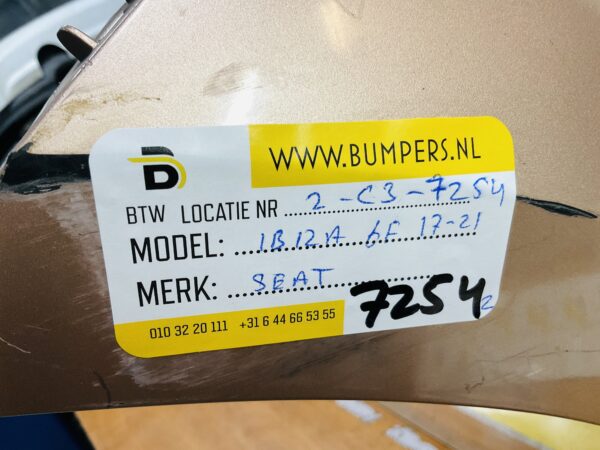 WWW.BUMPERS.NL
BTW LOCATIE NR 2-C3-7254
MODEL: IBIZA 6F 17-21
MERK: SEAT
7254
2
010 32 20 111 +31 6 44 66 53 55